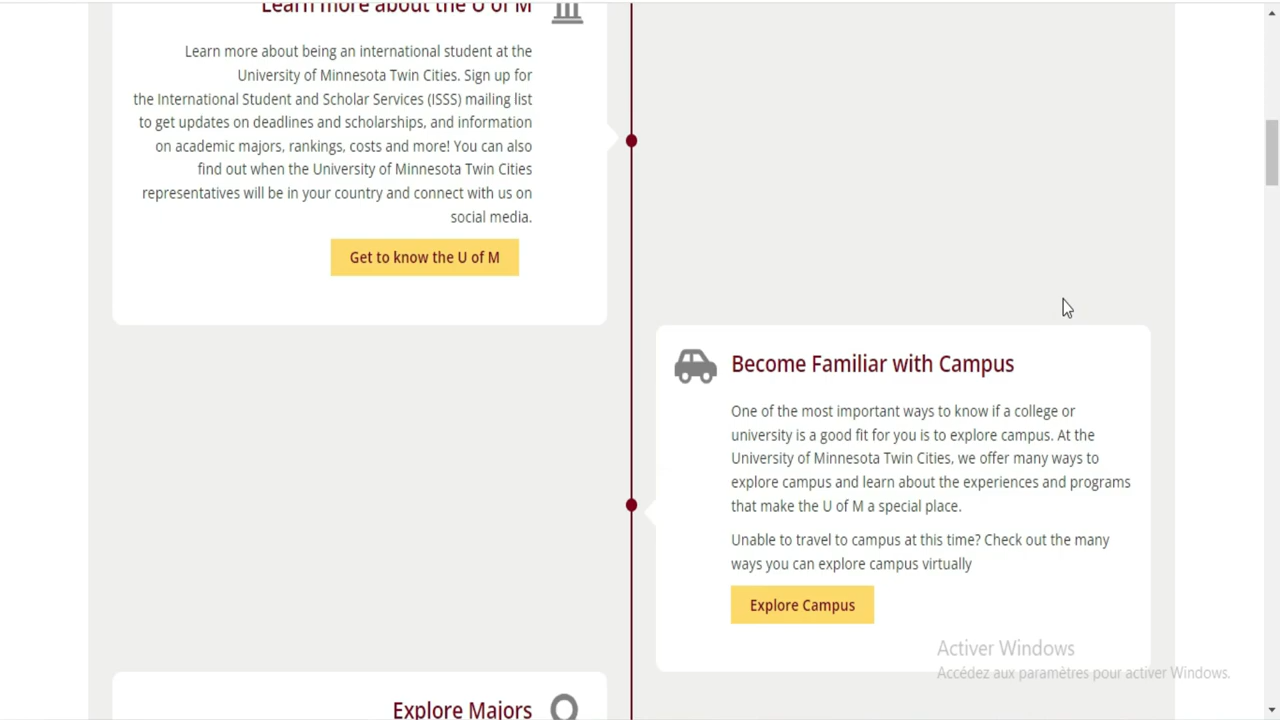 Learn more about the U of M
Learn more about being an international student at the
University of Minnesota Twin Cities. Sign up for
the International Student and Scholar Services (ISSS) mailing list
to get updates on deadlines and scholarships, and information
on academic majors, rankings, costs and more! You can also
find out when the University of Minnesota Twin Cities
representatives will be in your country and connect with us on
social media.
Get to know the U of M
Become Familiar with Campus
One of the most important ways to know if a college or
university is a good fit for you is to explore campus. At the
University of Minnesota Twin Cities, we offer many ways to
explore campus and learn about the experiences and programs
that make the U of M a special place.
Unable to travel to campus at this time? Check out the many
ways you can explore campus virtually
Explore Campus
Activer Windows
Accédez aux paramètres pour activer Windows.
Explore Majors